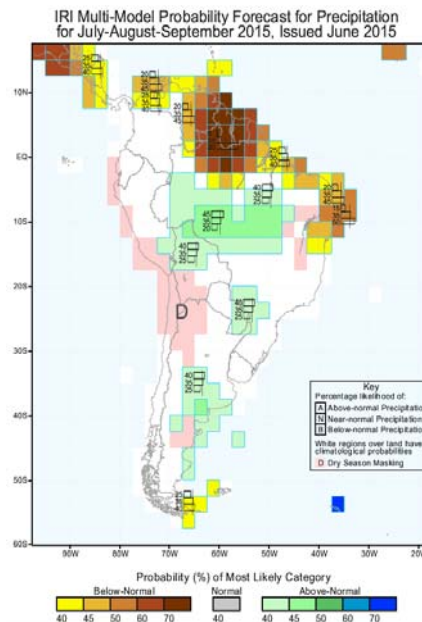 IRI Multi-Model Probability Forecast for Precipitation
for July-August-September 2015, Issued June 2015
10N
EQ
10S
20S
30S
40S
50S
60S
90W 80W 70W 60W 50W 40W 30W 20W
D
Key
Percentage likelihood of:
A Above-normal Precipitation
N Near-normal Precipitation
B Below-normal Precipitation
White regions over land have
climatological probabilities
D Dry Season Masking
Probability (%) of Most Likely Category
Below-Normal Normal Above-Normal
40 45 50 60 70 40 40 45 50 60 70